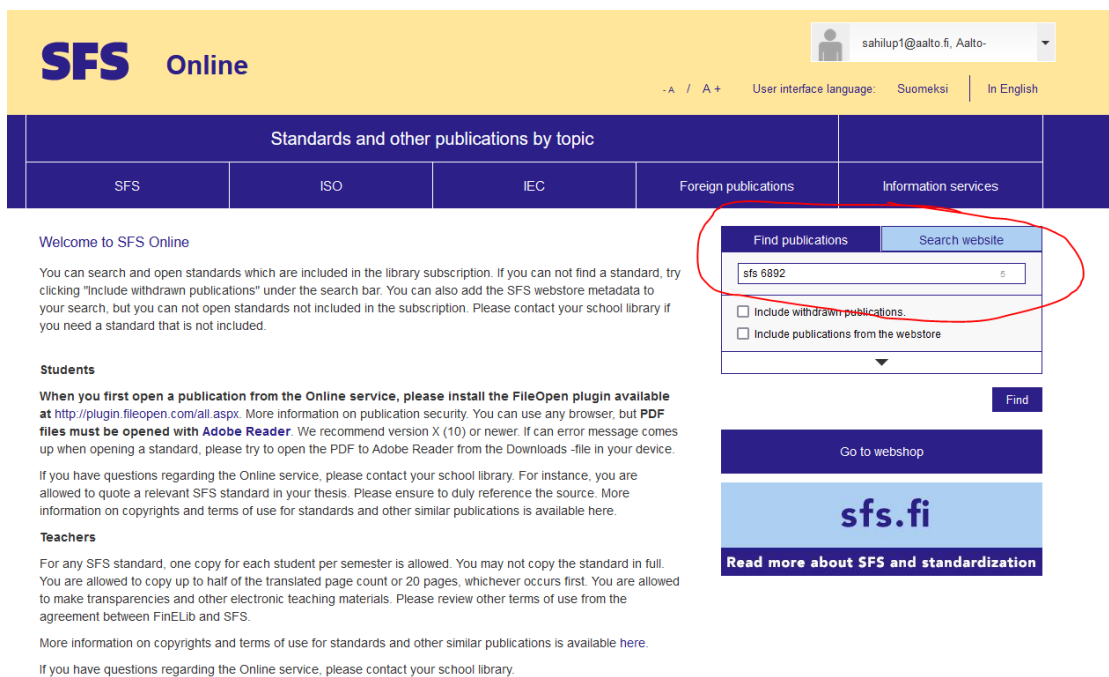 SFS Online
sahilup1@aalto.fi, Aalto-
- A / A + User interface language: Suomeksi In English
Standards and other publications by topic
SFS ISO IEC Foreign publications Information services
Welcome to SFS Online
You can search and open standards which are included in the library subscription. If you can not find a standard, try
clicking "Include withdrawn publications" under the search bar. You can also add the SFS webstore metadata to
your search, but you can not open standards not included in the subscription. Please contact your school library if
you need a standard that is not included.
Students
When you first open a publication from the Online service, please install the FileOpen plugin available
at http://plugin.fileopen.com/all.aspx. More information on publication security. You can use any browser, but PDF
files must be opened with Adobe Reader. We recommend version X (10) or newer. If can error message comes
up when opening a standard, please try to open the PDF to Adobe Reader from the Downloads -file in your device.
If you have questions regarding the Online service, please contact your school library. For instance, you are
allowed to quote a relevant SFS standard in your thesis. Please ensure to duly reference the source. More
information on copyrights and terms of use for standards and other similar publications is available here.
Teachers
For any SFS standard, one copy for each student per semester is allowed. You may not copy the standard in full.
You are allowed to copy up to half of the translated page count or 20 pages, whichever occurs first. You are allowed
to make transparencies and other electronic teaching materials. Please review other terms of use from the
agreement between FinELib and SFS.
More information on copyrights and terms of use for standards and other similar publications is available here.
If you have questions regarding the Online service, please contact your school library.
Find publications Search website
sfs 6892 5
Include withdrawn publications.
Include publications from the webstore
Find
Go to webshop
sfs.fi
Read more about SFS and standardization